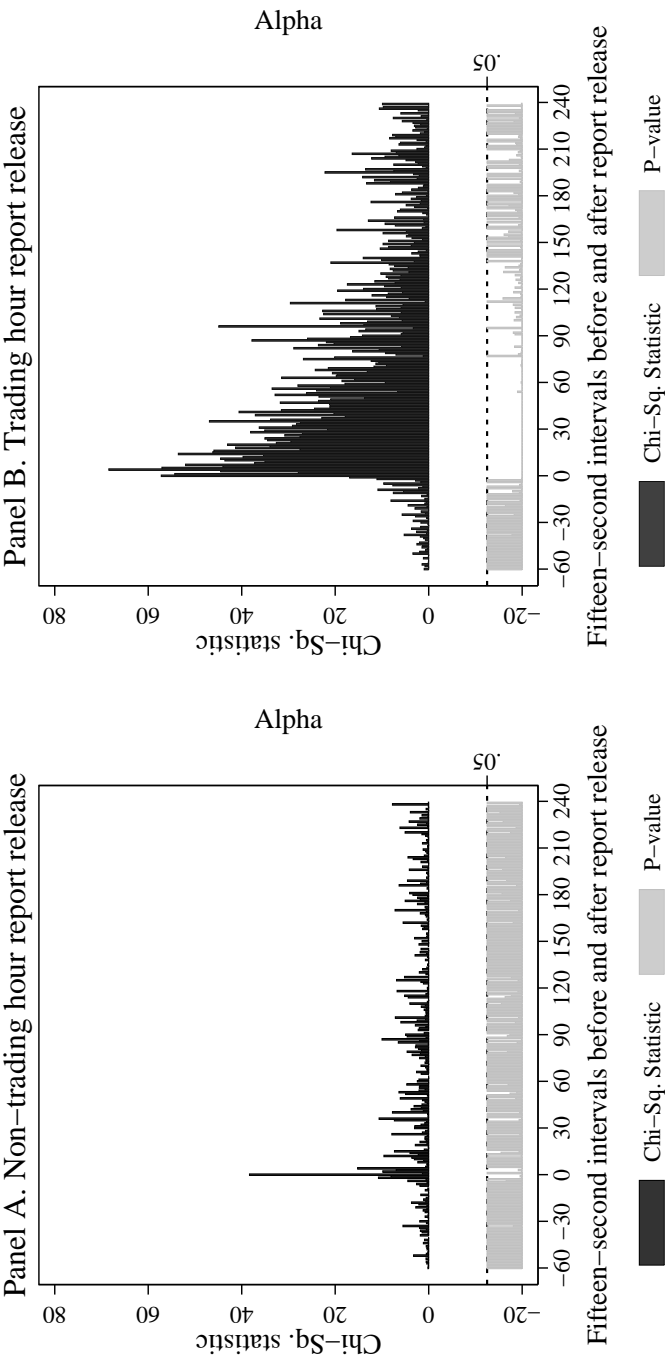 Panel A. Non−trading hour report release
Chi−Sq. statistic
80
60
40
20
0
−20
Alpha
.05
−60 −30 0 30 60 90 120 150 180 210 240
Fifteen−second intervals before and after report release
Chi−Sq. Statistic P−value
Panel B. Trading hour report release
Chi−Sq. statistic
80
60
40
20
0
−20
Alpha
.05
−60 −30 0 30 60 90 120 150 180 210 240
Fifteen−second intervals before and after report release
Chi−Sq. Statistic P−value